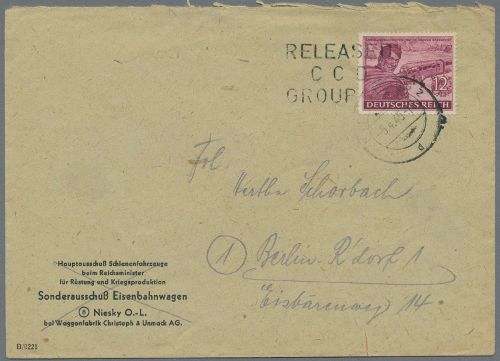 RELEASED
C C D
GROUP
12
DEUTSCHES REICH
Frl.
Hertha Schorbach
1 Berlin-R'dorf 1
Eisbärenweg 14
Hauptausschuß Schienenfahrzeuge
beim Reichsminister
für Rüstung und Kriegsproduktion
Sonderausschuß Eisenbahnwagen
8 Niesky O.-L.
bei Waggonfabrik Christoph & Unmack AG.
B/0221